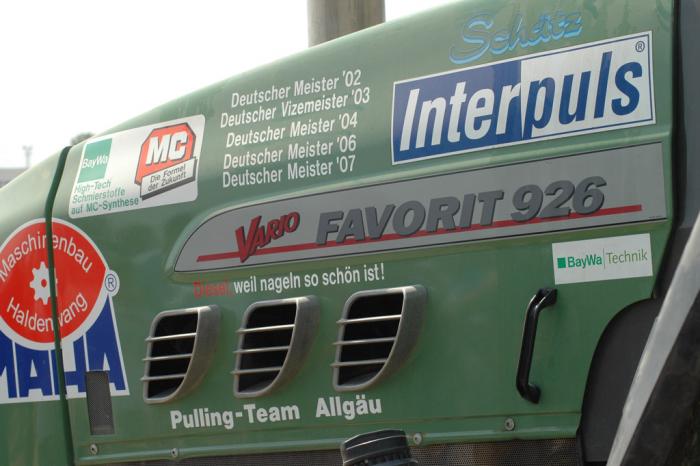 Schätz
Deutscher Meister '02
Deutscher Vizemeister '03
Deutscher Meister '04
Deutscher Meister '06
Deutscher Meister '07
Interpuls®
BayWa
High-Tech
Schmierstoffe
auf MC-Synthese
MC
Die Formel
der Zukunft
VARIO FAVORIT 926
Maschinenbau
Haldenwang
®
MAHA
Diesel, weil nageln so schön ist!
BayWa Technik
Pulling-Team Allgäu